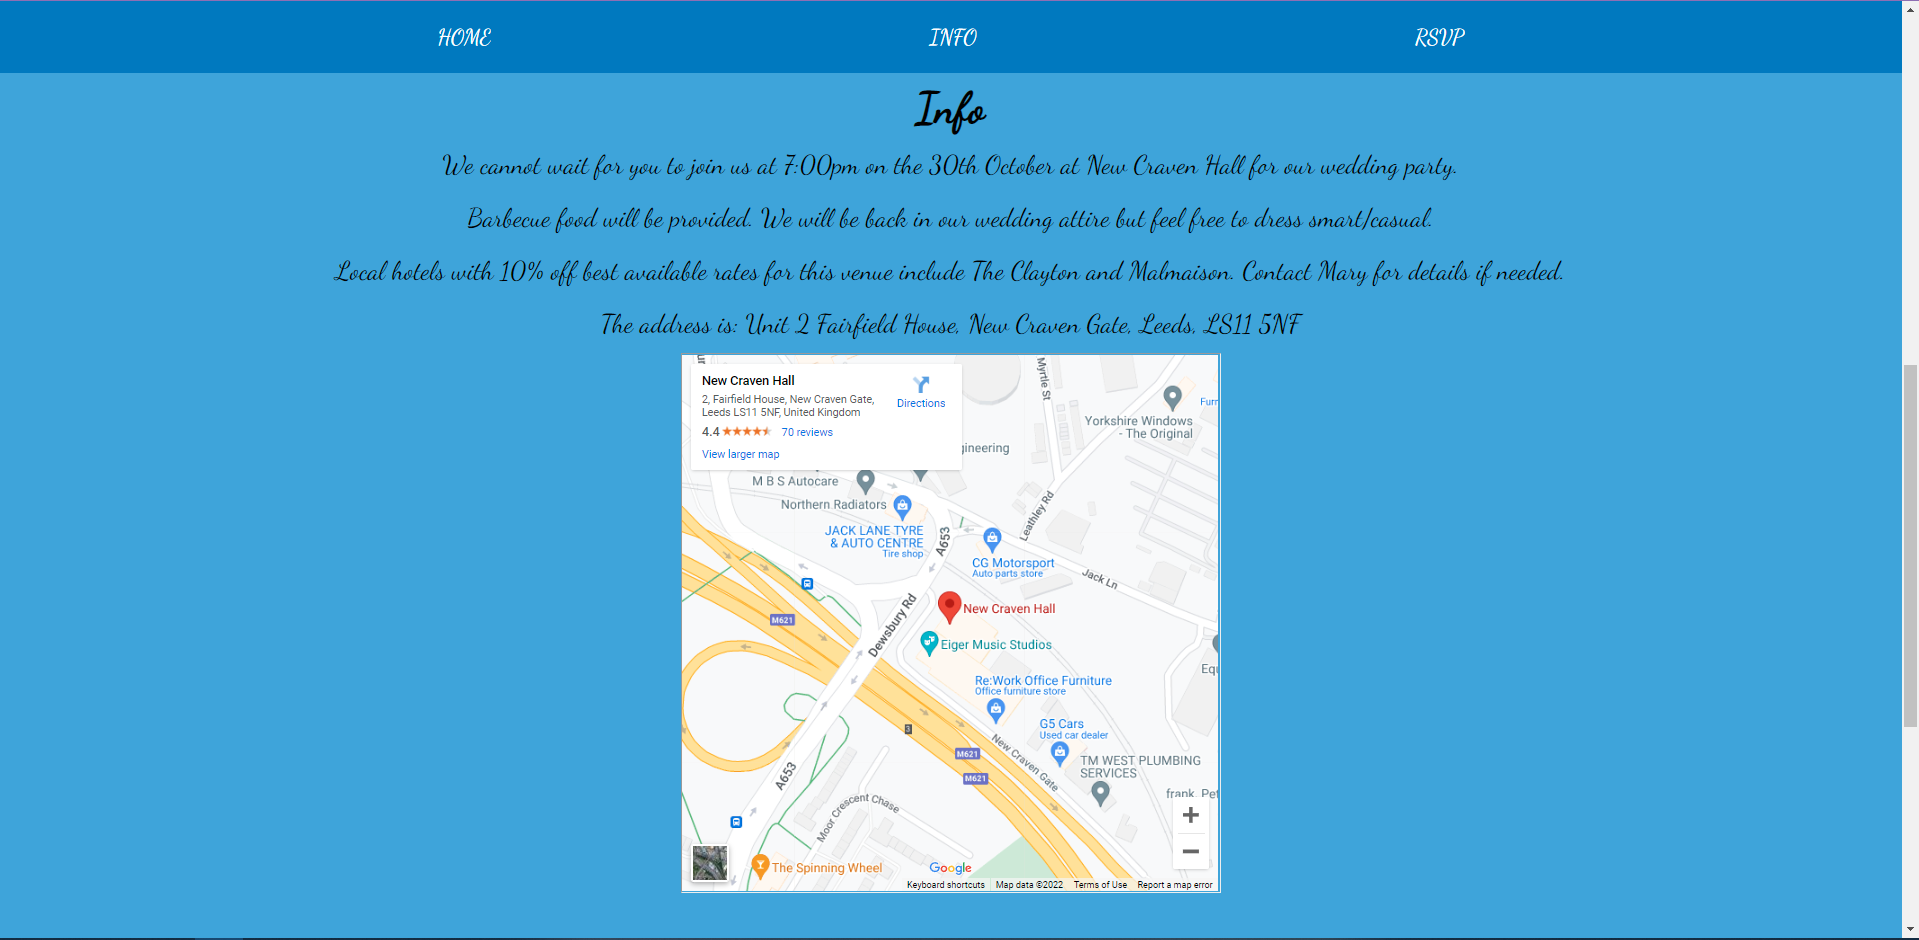 HOME INFO RSVP
Info
We cannot wait for you to join us at 7:00pm on the 30th October at New Craven Hall for our wedding party.
Barbecue food will be provided. We will be back in our wedding attire but feel free to dress smart/casual.
Local hotels with 10% off best available rates for this venue include The Clayton and Malmaison. Contact Mary for details if needed.
The address is: Unit 2 Fairfield House, New Craven Gate, Leeds, LS11 5NF
New Craven Hall
2, Fairfield House, New Craven Gate,
Leeds LS11 5NF, United Kingdom
4.4 70 reviews
View larger map
Directions
Myrtle St
Yorkshire Windows
- The Original
Furr
gineering
M B S Autocare
Northern Radiators
JACK LANE TYRE
& AUTO CENTRE
Tire shop
A653
Leathley Rd
CG Motorsport
Auto parts store
Jack Ln
New Craven Hall
Dewsbury Rd
M621
Eiger Music Studios
Equ
Re:Work Office Furniture
Office furniture store
3
G5 Cars
Used car dealer
New Craven Gate
M621
M621
TM WEST PLUMBING
SERVICES
A653
frank. Pet
Moor Crescent Chase
The Spinning Wheel
Google
Keyboard shortcuts Map data ©2022 Terms of Use Report a map error